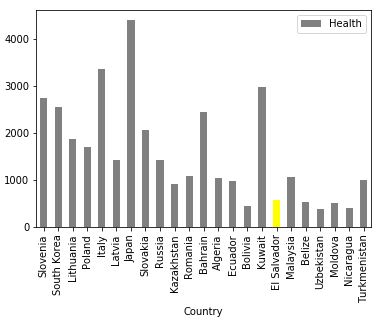 Health
4000
3000
2000
1000
0
Slovenia
South Korea
Lithuania
Poland
Italy
Latvia
Japan
Slovakia
Russia
Kazakhstan
Romania
Bahrain
Algeria
Ecuador
Bolivia
Kuwait
El Salvador
Malaysia
Belize
Uzbekistan
Moldova
Nicaragua
Turkmenistan
Country